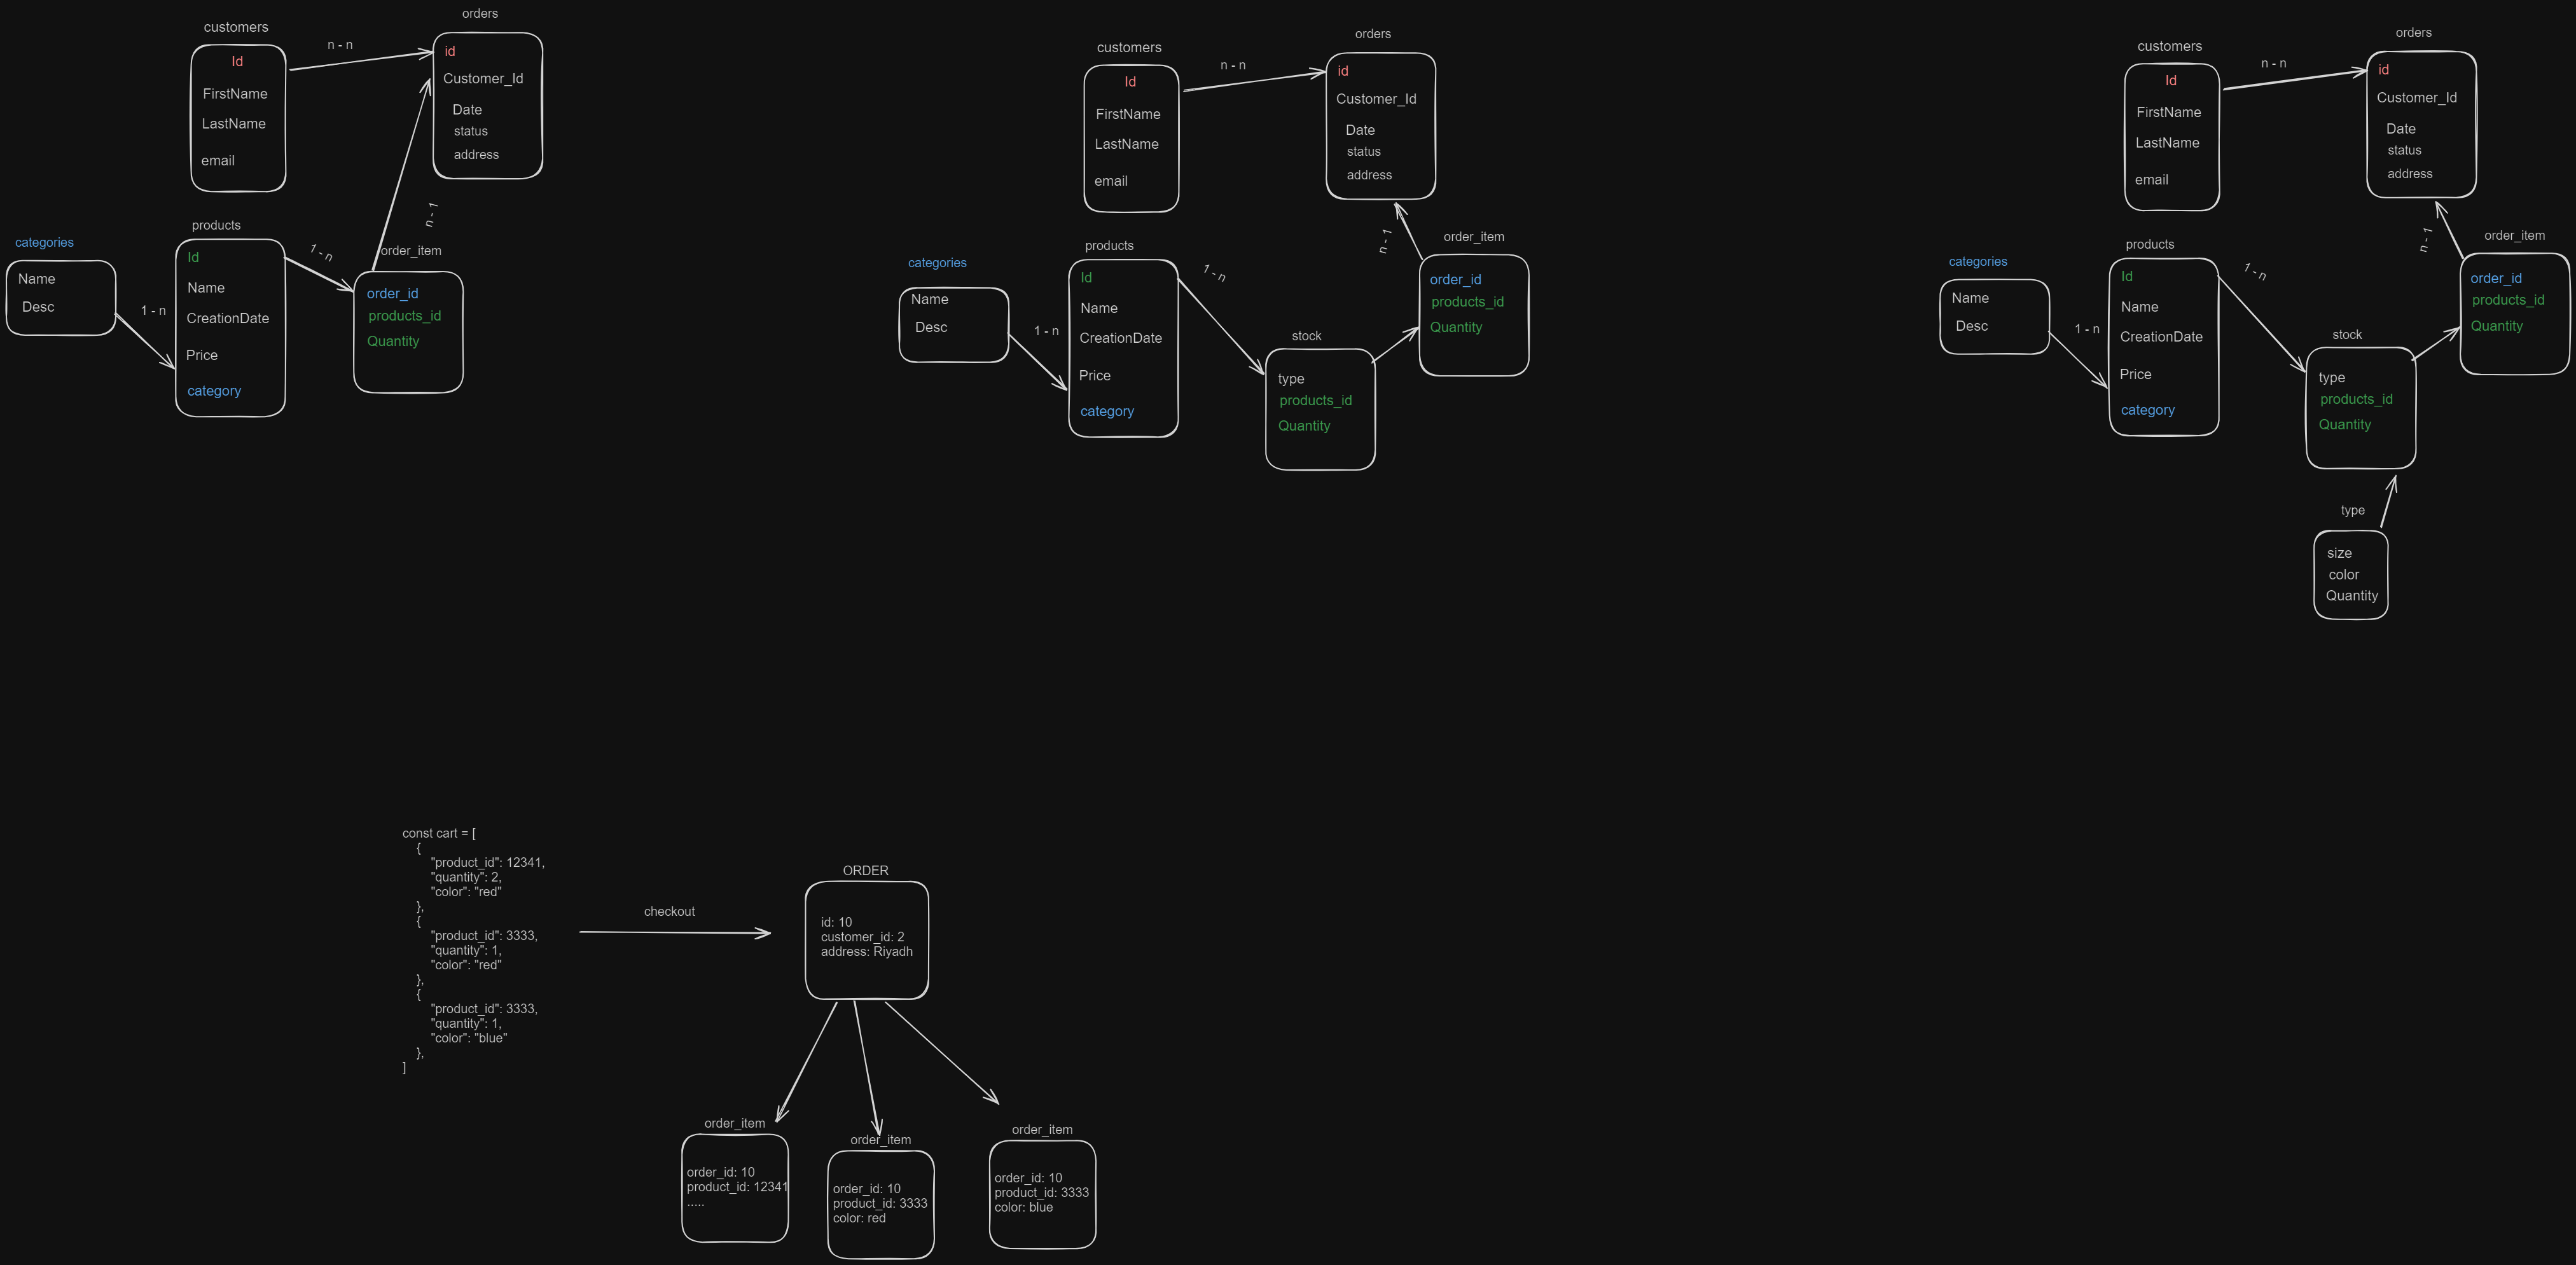 customers
Id
FirstName
LastName
email
n - n
orders
id
Customer_Id
Date
status
address
categories
Name
Desc
1 - n
products
Id
Name
CreationDate
Price
category
1 - n
n - 1
order_item
order_id
products_id
Quantity
customers
Id
FirstName
LastName
email
n - n
orders
id
Customer_Id
Date
status
address
categories
Name
Desc
1 - n
products
Id
Name
CreationDate
Price
category
1 - n
stock
type
products_id
Quantity
n - 1
order_item
order_id
products_id
Quantity
customers
Id
FirstName
LastName
email
n - n
orders
id
Customer_Id
Date
status
address
categories
Name
Desc
1 - n
products
Id
Name
CreationDate
Price
category
1 - n
stock
type
products_id
Quantity
n - 1
order_item
order_id
products_id
Quantity
type
size
color
Quantity
const cart = [
{
"product_id": 12341,
"quantity": 2,
"color": "red"
},
{
"product_id": 3333,
"quantity": 1,
"color": "red"
},
{
"product_id": 3333,
"quantity": 1,
"color": "blue"
},
]
checkout
ORDER
id: 10
customer_id: 2
address: Riyadh
order_item
order_id: 10
product_id: 12341
.....
order_item
order_id: 10
product_id: 3333
color: red
order_item
order_id: 10
product_id: 3333
color: blue